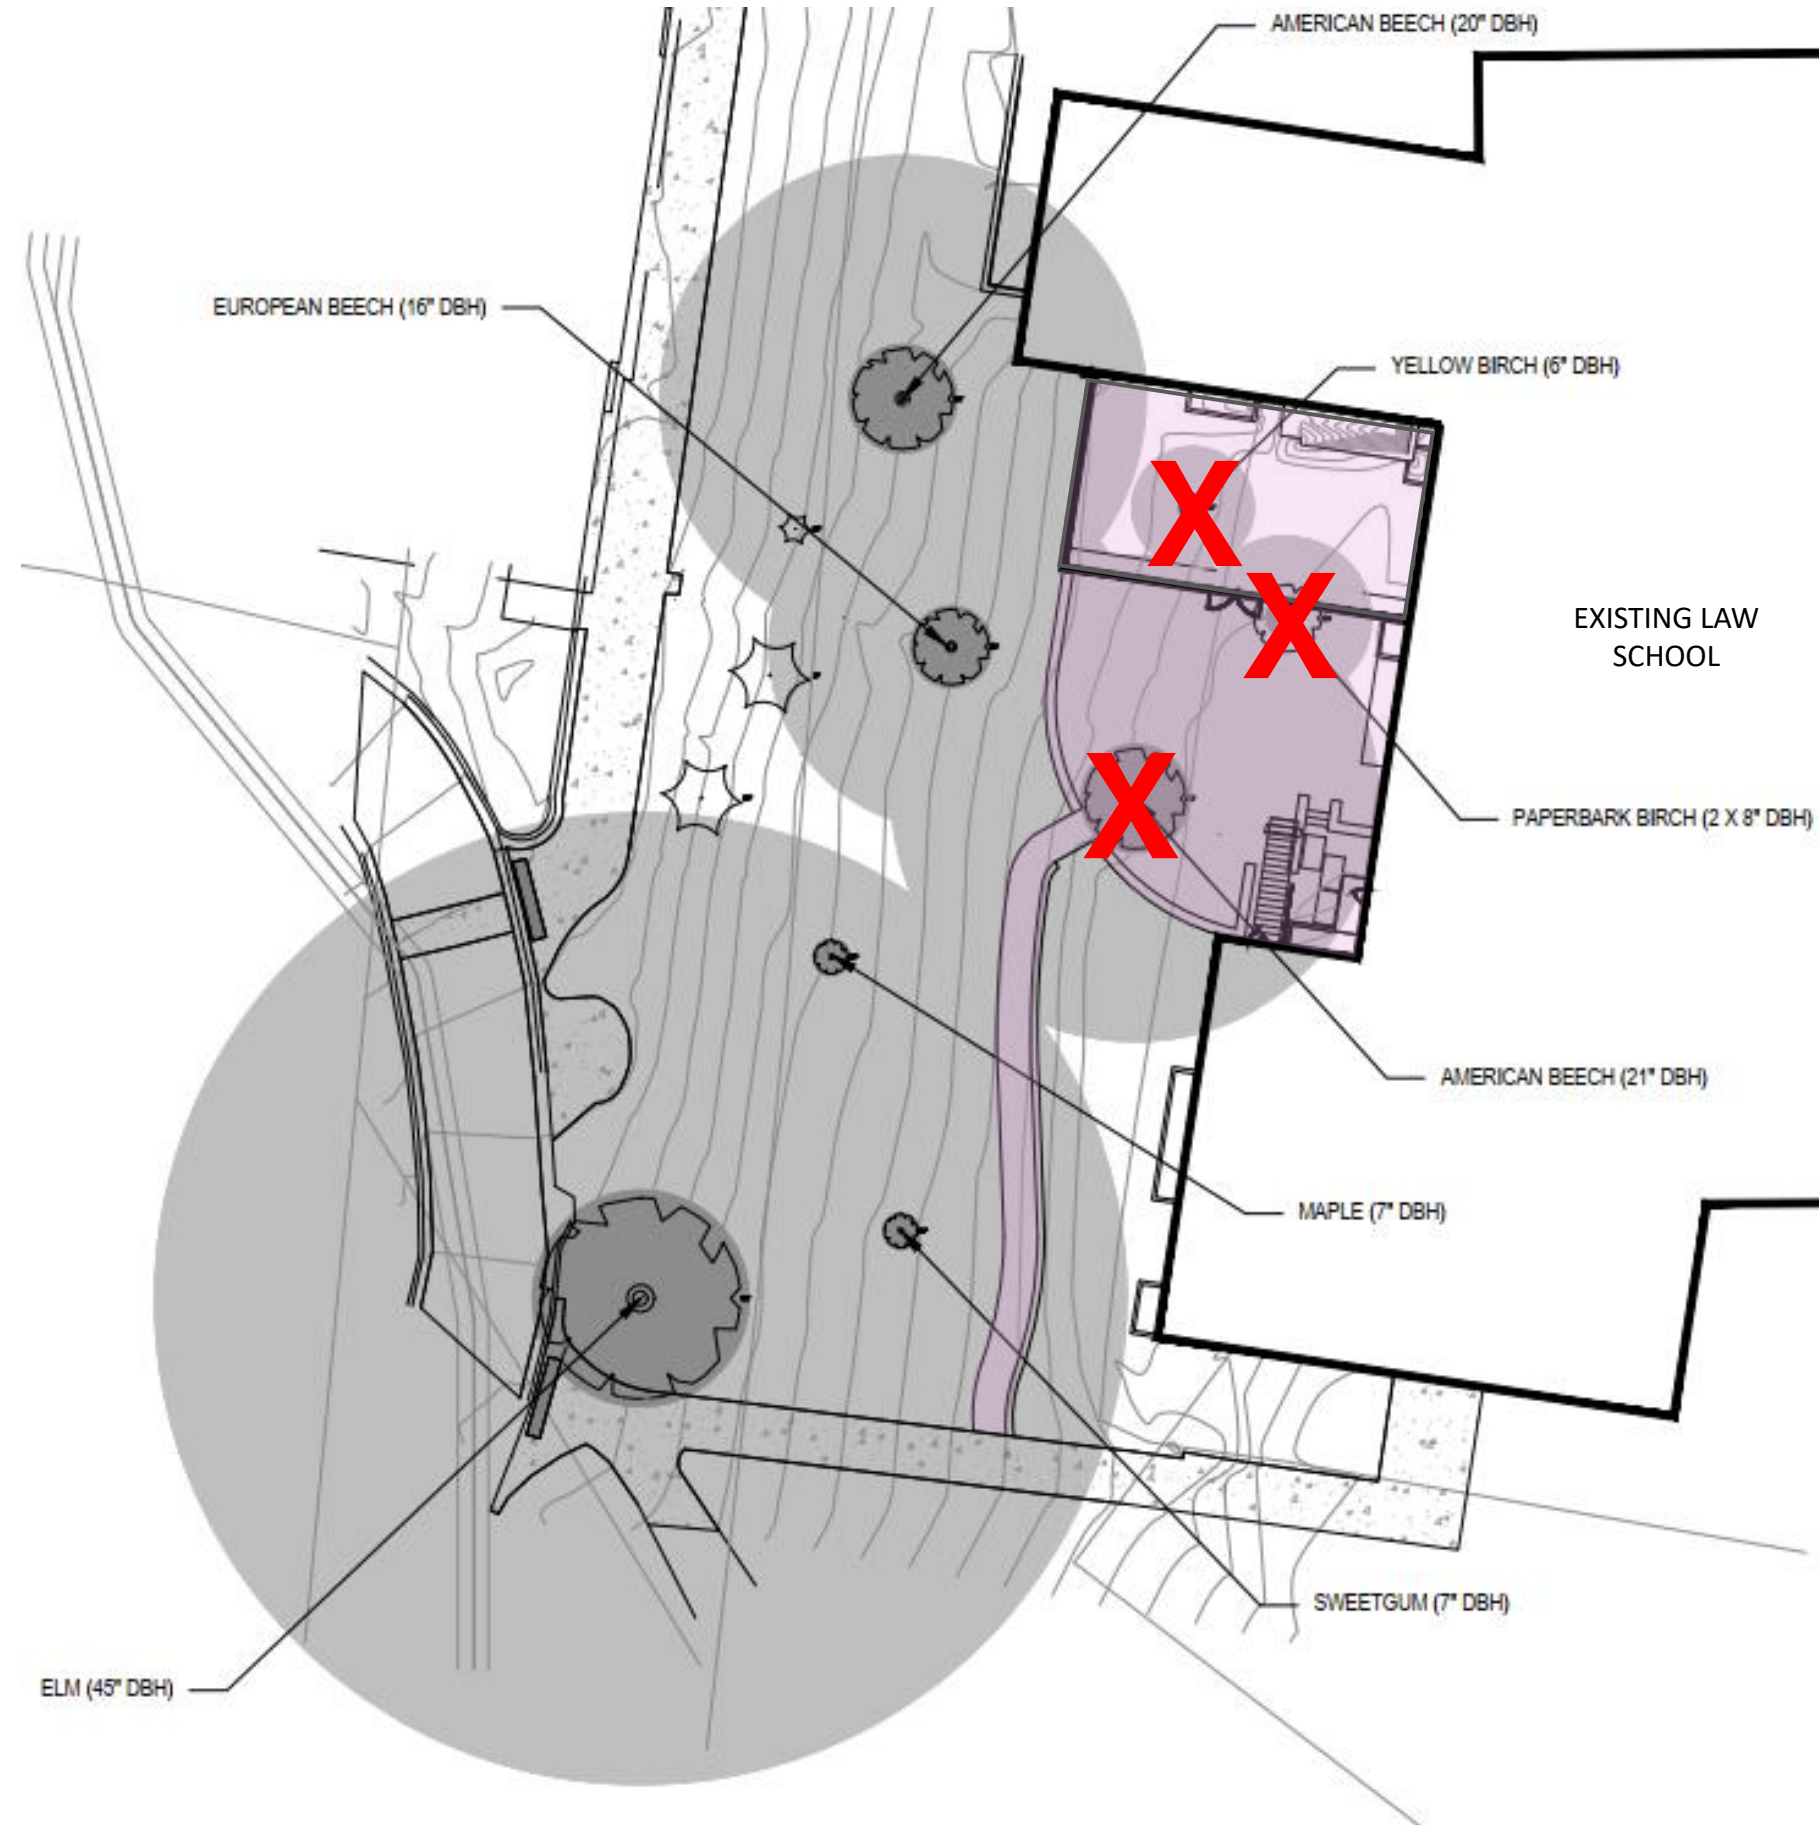 AMERICAN BEECH (20" DBH)
EUROPEAN BEECH (16" DBH)
YELLOW BIRCH (6" DBH)
X
X
EXISTING LAW
SCHOOL
X
PAPERBARK BIRCH (2 X 8" DBH)
AMERICAN BEECH (21" DBH)
MAPLE (7" DBH)
SWEETGUM (7" DBH)
ELM (45" DBH)